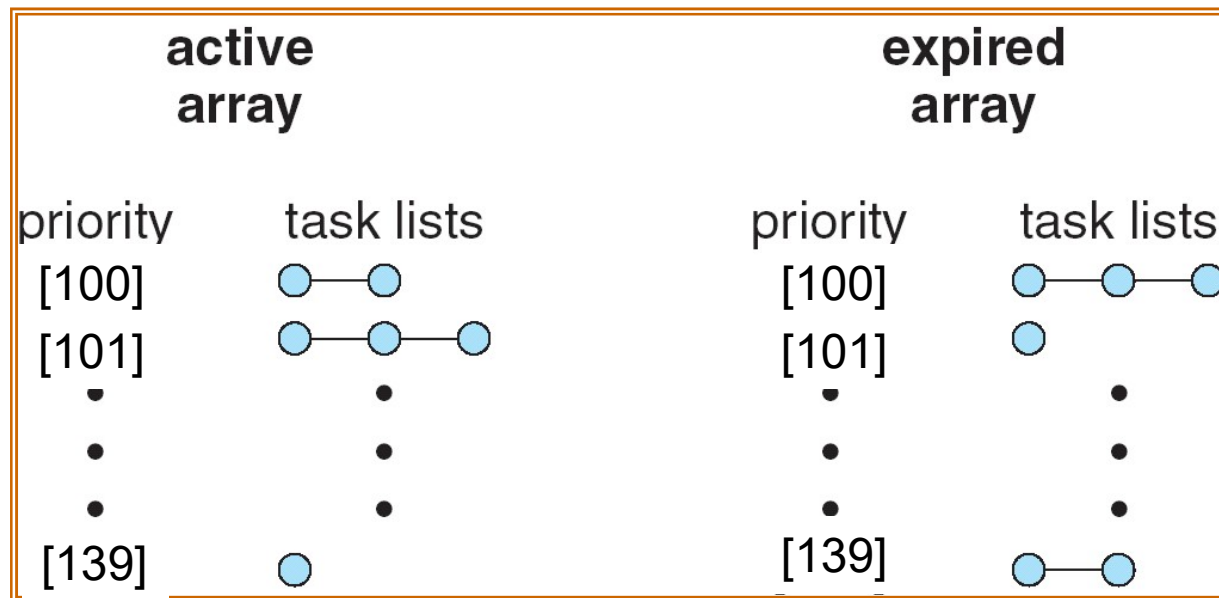 active
array
expired
array
priority task lists priority task lists
[100] [100]
[101] [101]
[139] [139]